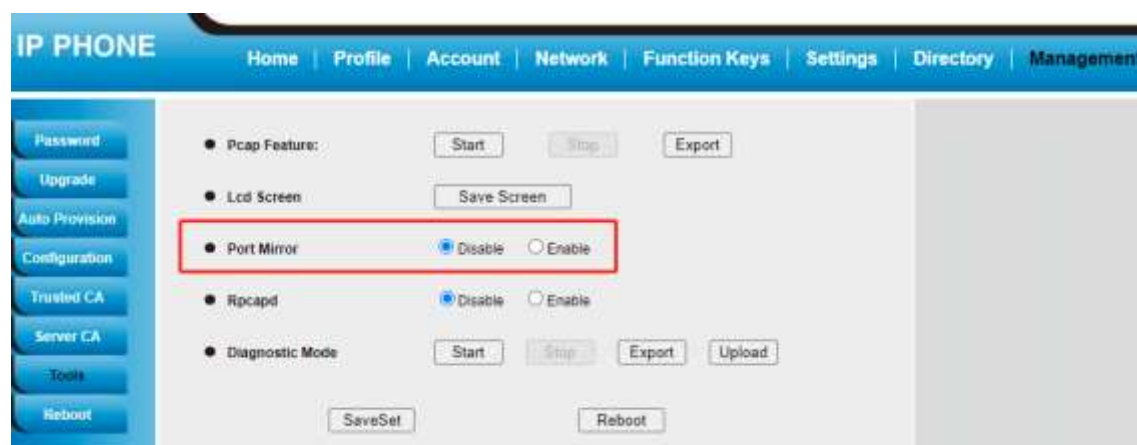 IP PHONE
Home | Profile | Account | Network | Function Keys | Settings | Directory | Management
Password
Upgrade
Auto Provision
Configuration
Trusted CA
Server CA
Tools
Reboot
Pcap Feature: Start Stop Export
Lcd Screen Save Screen
Port Mirror Disable Enable
Rpcapd Disable Enable
Diagnostic Mode Start Stop Export Upload
SaveSet Reboot